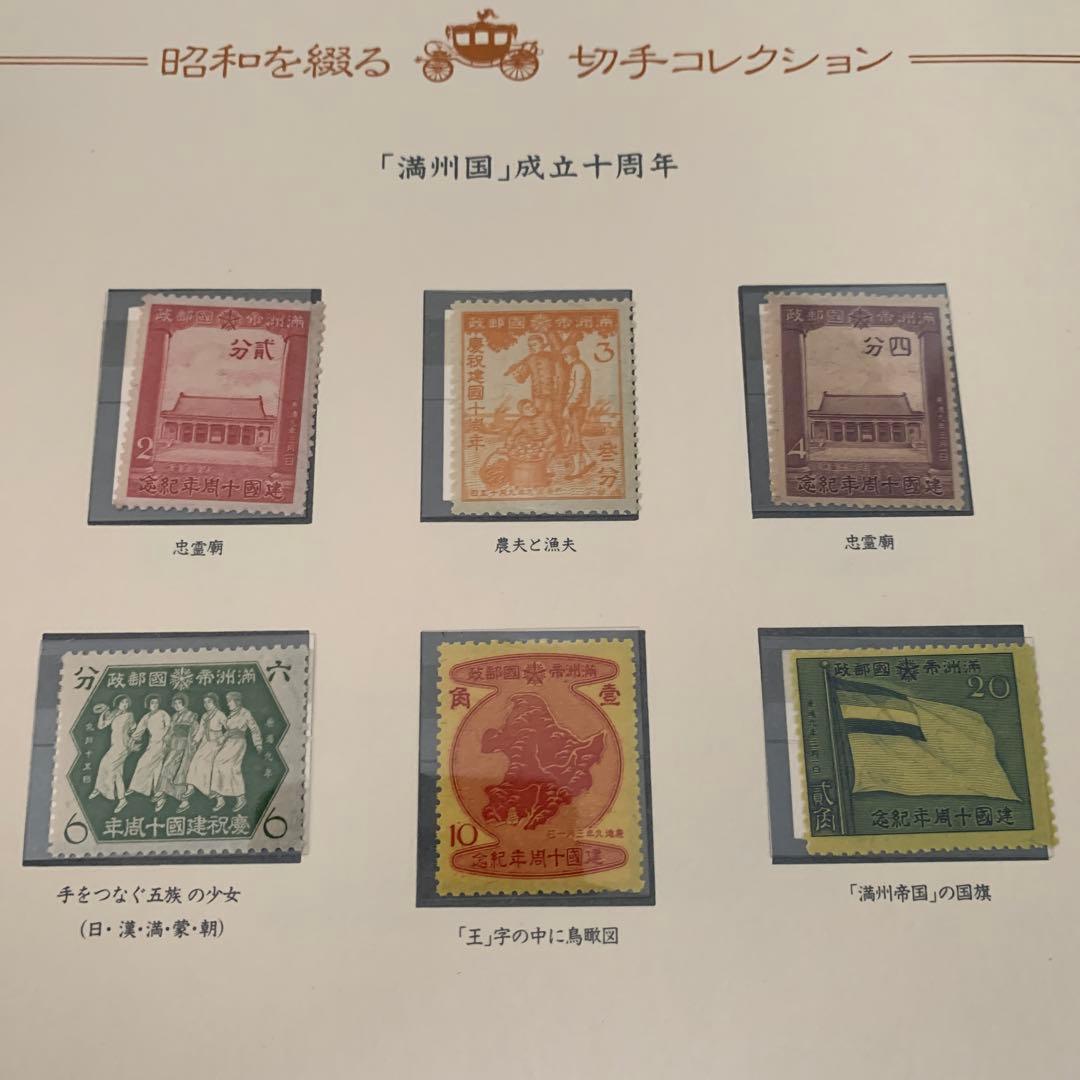 昭和を綴る 切手コレクション
「満州国」成立十周年
政郵國帝洲滿
分貳
2
念紀年周十國建
忠霊廟
政郵國帝洲滿
3
慶祝建國十周年
叁分
農夫と漁夫
政郵國帝洲滿
分四
4
念紀年周十國建
忠霊廟
分 六
政郵國帝洲滿
6 6
年周十國建祝慶
手をつなぐ五族の少女
(日・漢・満・蒙・朝)
政郵國帝洲滿
角 壹
10
念紀年周十國建
「王」字の中に鳥瞰図
政郵國帝洲滿
20
貳角
念紀年周十國建
「満州帝国」の国旗